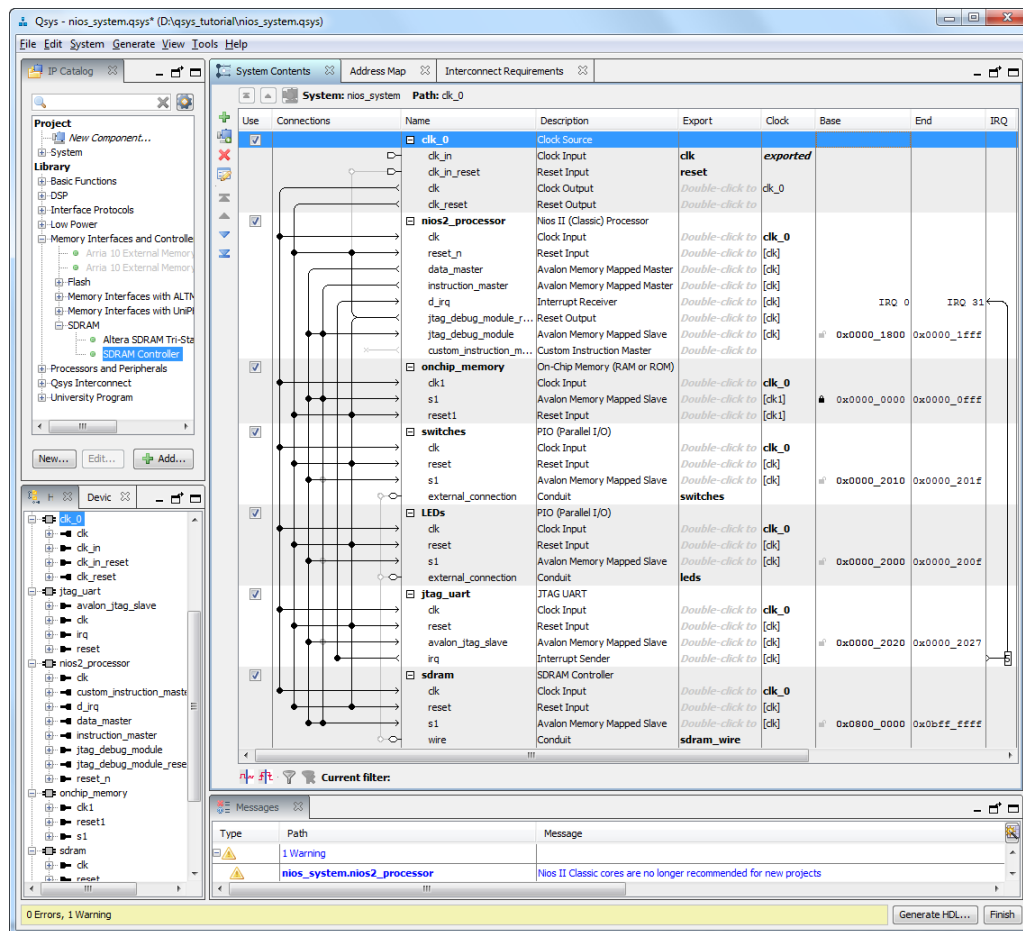 Qsys - nios_system.qsys* (D:\qsys_tutorial\nios_system.qsys)
File Edit System Generate View Tools Help
IP Catalog
Project
New Component...
System
Library
Basic Functions
DSP
Interface Protocols
Low Power
Memory Interfaces and Controlle
Arria 10 External Memory
Arria 10 External Memory
Flash
Memory Interfaces with ALTM
Memory Interfaces with UniPH
SDRAM
Altera SDRAM Tri-Sta
SDRAM Controller
Processors and Peripherals
Qsys Interconnect
University Program
New... Edit... Add...
H Devic
clk_0
clk
clk_in
clk_in_reset
clk_reset
jtag_uart
avalon_jtag_slave
clk
irq
reset
nios2_processor
clk
custom_instruction_maste
d_irq
data_master
instruction_master
jtag_debug_module
jtag_debug_module_rese
reset_n
onchip_memory
clk1
reset1
s1
sdram
clk
reset
System Contents Address Map Interconnect Requirements
System: nios_system Path: clk_0
Use Connections Name Description Export Clock Base End IRQ
clk_0 Clock Source
clk_in Clock Input clk exported
clk_in_reset Reset Input reset
clk Clock Output Double-click to clk_0
clk_reset Reset Output Double-click to
nios2_processor Nios II (Classic) Processor
clk Clock Input Double-click to clk_0
reset_n Reset Input Double-click to [clk]
data_master Avalon Memory Mapped Master Double-click to [clk]
instruction_master Avalon Memory Mapped Master Double-click to [clk]
d_irq Interrupt Receiver Double-click to [clk] IRQ 0 IRQ 31
jtag_debug_module_r... Reset Output Double-click to [clk]
jtag_debug_module Avalon Memory Mapped Slave Double-click to [clk] 0x0000_1800 0x0000_1fff
custom_instruction_m... Custom Instruction Master Double-click to
onchip_memory On-Chip Memory (RAM or ROM)
clk1 Clock Input Double-click to clk_0
s1 Avalon Memory Mapped Slave Double-click to [clk1] 0x0000_0000 0x0000_0fff
reset1 Reset Input Double-click to [clk1]
switches PIO (Parallel I/O)
clk Clock Input Double-click to clk_0
reset Reset Input Double-click to [clk]
s1 Avalon Memory Mapped Slave Double-click to [clk] 0x0000_2010 0x0000_201f
external_connection Conduit switches
LEDs PIO (Parallel I/O)
clk Clock Input Double-click to clk_0
reset Reset Input Double-click to [clk]
s1 Avalon Memory Mapped Slave Double-click to [clk] 0x0000_2000 0x0000_200f
external_connection Conduit leds
jtag_uart JTAG UART
clk Clock Input Double-click to clk_0
reset Reset Input Double-click to [clk]
avalon_jtag_slave Avalon Memory Mapped Slave Double-click to [clk] 0x0000_2020 0x0000_2027
irq Interrupt Sender Double-click to [clk] 5
sdram SDRAM Controller
clk Clock Input Double-click to clk_0
reset Reset Input Double-click to [clk]
s1 Avalon Memory Mapped Slave Double-click to [clk] 0x0800_0000 0x0bff_ffff
wire Conduit sdram_wire
Current filter:
Messages
Type Path Message
1 Warning
nios_system.nios2_processor Nios II Classic cores are no longer recommended for new projects
0 Errors, 1 Warning
Generate HDL... Finish